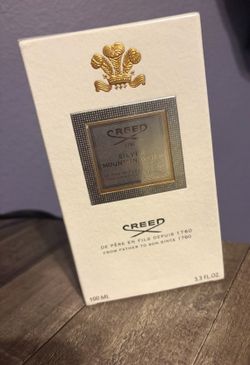 CREED
SILVER
MOUNTAIN WATER
CREED
DE PÈRE EN FILS DEPUIS 1760
FROM FATHER TO SON SINCE 1760
100 ML
3.3 FL.OZ.